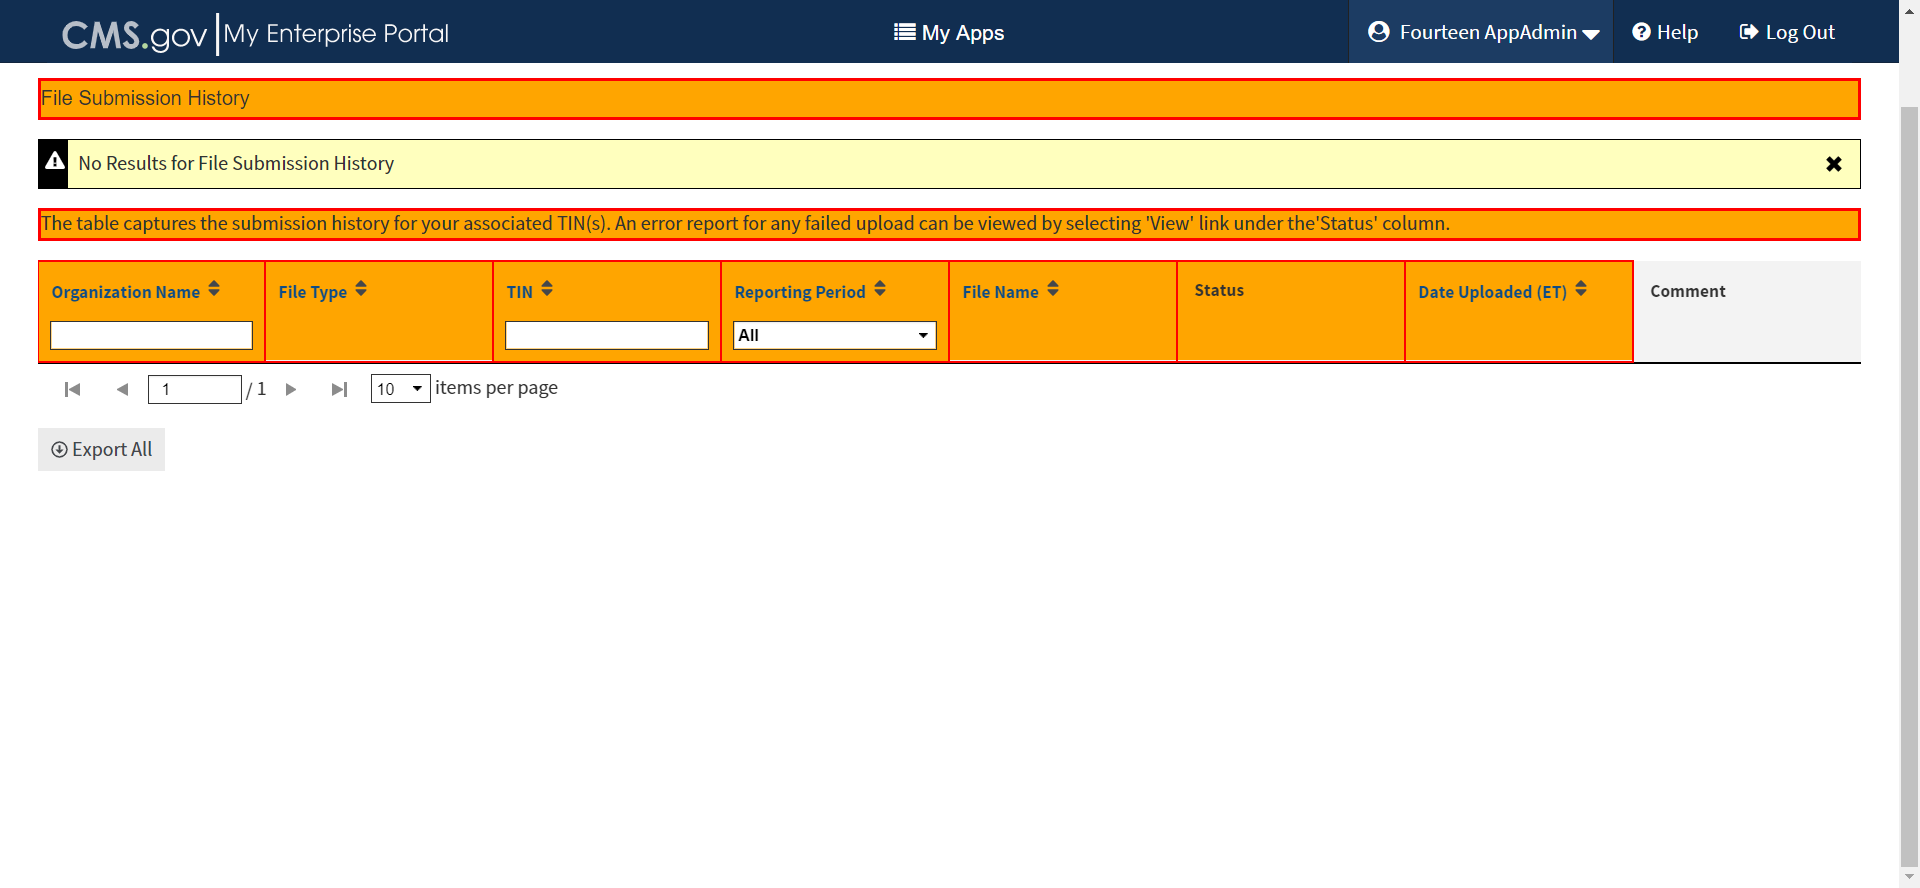 CMS.gov My Enterprise Portal My Apps Fourteen AppAdmin Help Log Out
File Submission History
No Results for File Submission History
The table captures the submission history for your associated TIN(s). An error report for any failed upload can be viewed by selecting 'View' link under the'Status' column.
Organization Name File Type TIN Reporting Period File Name Status Date Uploaded (ET) Comment
All
1 / 1 10 items per page
Export All